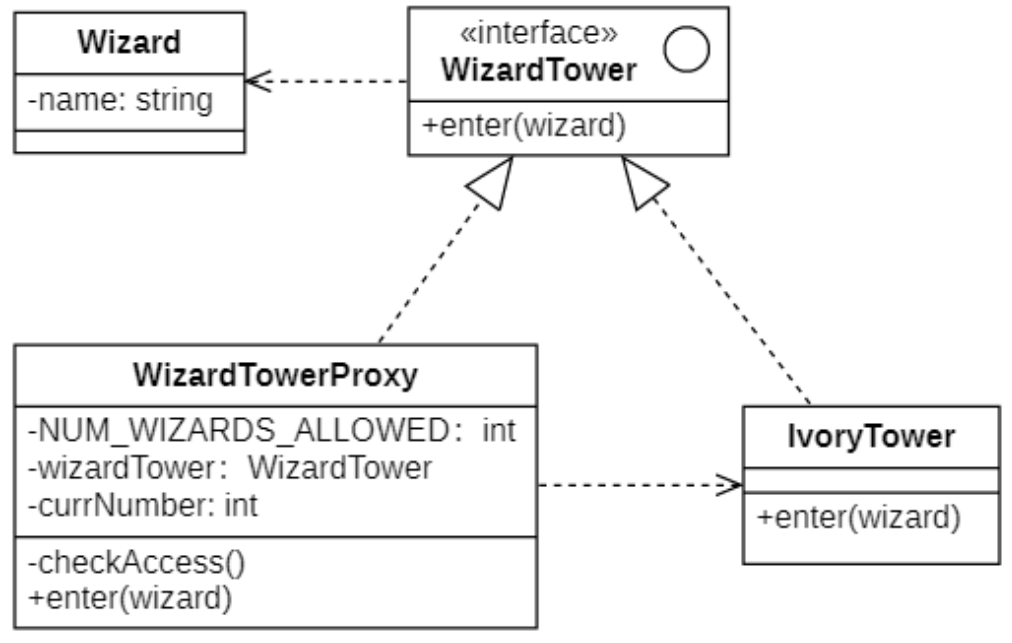 Wizard
-name: string
«interface»
WizardTower
+enter(wizard)
WizardTowerProxy
-NUM_WIZARDS_ALLOWED: int
-wizardTower: WizardTower
-currNumber: int
-checkAccess()
+enter(wizard)
IvoryTower
+enter(wizard)